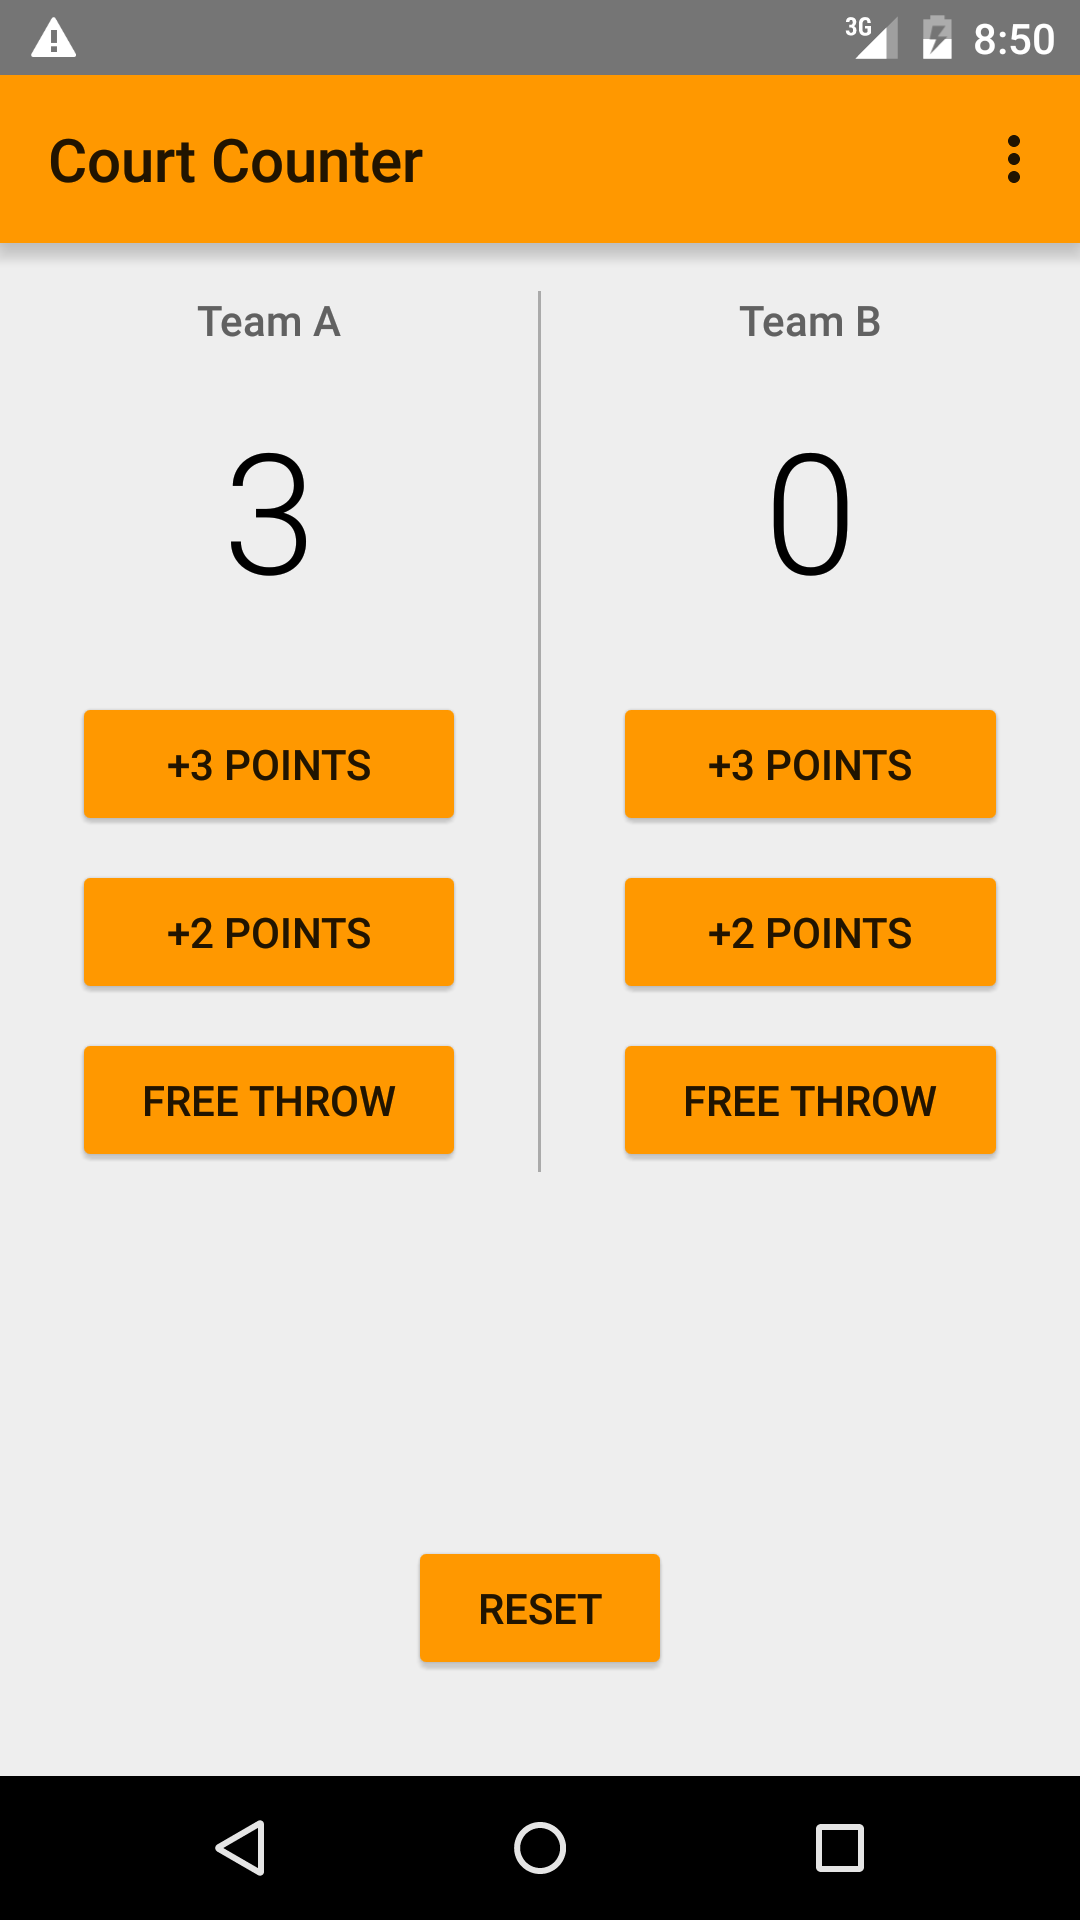 3G 8:50
Court Counter
Team A Team B
3 0
+3 POINTS +3 POINTS
+2 POINTS +2 POINTS
FREE THROW FREE THROW
RESET